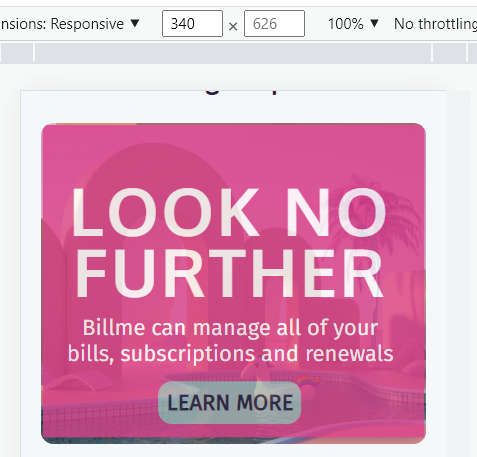 nsions: Responsive ▼ 340 × 626 100% ▼ No throttling
LOOK NO
FURTHER
Billme can manage all of your
bills, subscriptions and renewals
LEARN MORE